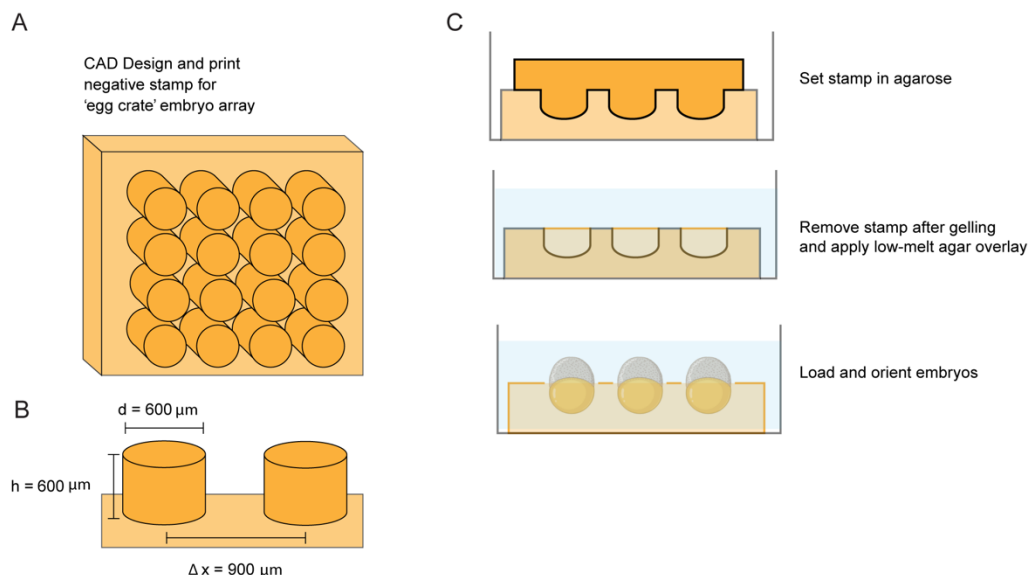 A
CAD Design and print
negative stamp for
'egg crate' embryo array
B
d = 600 µm
h = 600 µm
Δ x = 900 µm
C
Set stamp in agarose
Remove stamp after gelling
and apply low-melt agar overlay
Load and orient embryos